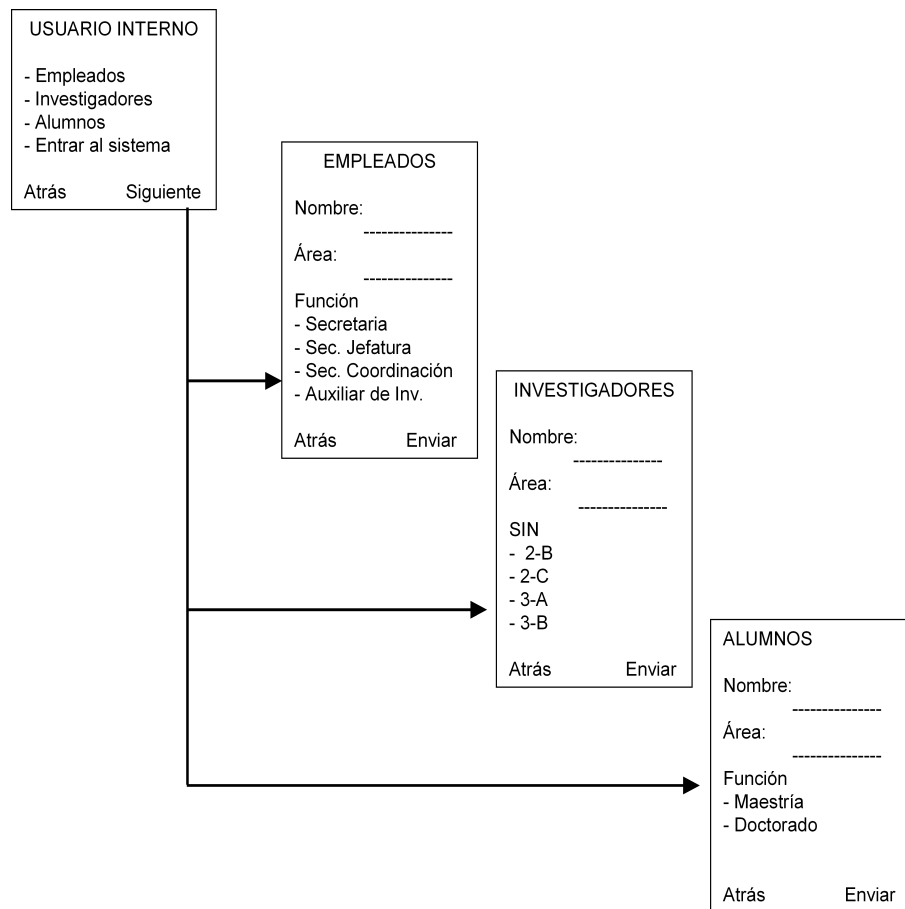 USUARIO INTERNO
- Empleados
- Investigadores
- Alumnos
- Entrar al sistema
Atrás Siguiente
EMPLEADOS
Nombre:
---------------
Área:
---------------
Función
- Secretaria
- Sec. Jefatura
- Sec. Coordinación
- Auxiliar de Inv.
Atrás Enviar
INVESTIGADORES
Nombre:
---------------
Área:
---------------
SIN
- 2-B
- 2-C
- 3-A
- 3-B
Atrás Enviar
ALUMNOS
Nombre:
---------------
Área:
---------------
Función
- Maestría
- Doctorado
Atrás Enviar